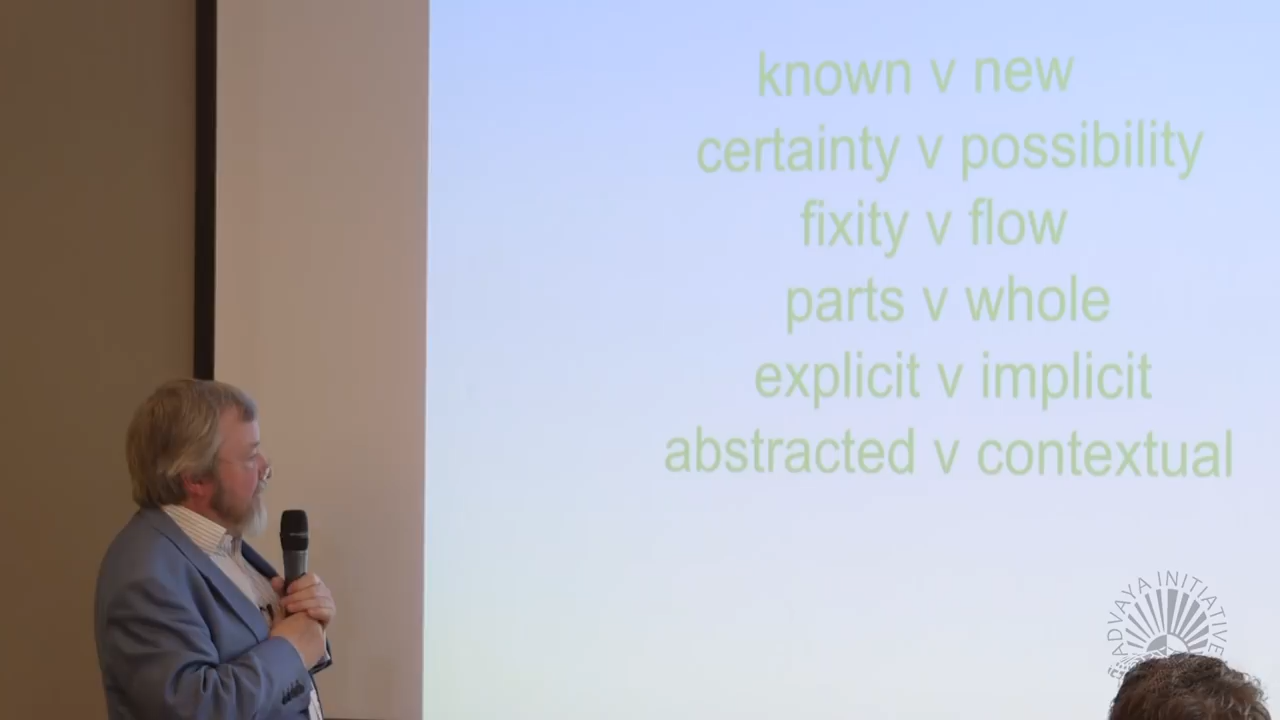 known v new
certainty v possibility
fixity v flow
parts v whole
explicit v implicit
abstracted v contextual
ADVAYA INITIATIVE